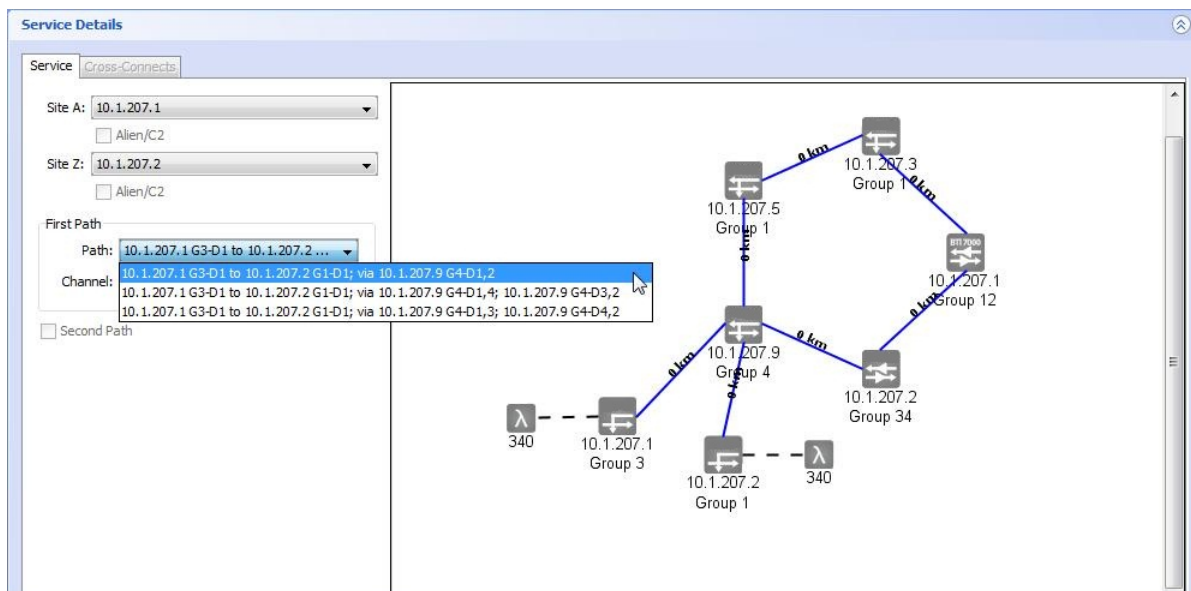 Service Details
Service Cross-Connects
Site A: 10.1.207.1
Alien/C2
Site Z: 10.1.207.2
Alien/C2
First Path
Path: 10.1.207.1 G3-D1 to 10.1.207.2 ...
10.1.207.1 G3-D1 to 10.1.207.2 G1-D1; via 10.1.207.9 G4-D1,2
Channel:
10.1.207.1 G3-D1 to 10.1.207.2 G1-D1; via 10.1.207.9 G4-D1,4; 10.1.207.9 G4-D3,2
10.1.207.1 G3-D1 to 10.1.207.2 G1-D1; via 10.1.207.9 G4-D1,3; 10.1.207.9 G4-D4,2
Second Path
0 km
10.1.207.3
Group 1
0 km
10.1.207.5
Group 1
0 km
BTI 7000
10.1.207.1
Group 12
0 km
10.1.207.9
Group 4
0 km
0 km
0 km
10.1.207.2
Group 34
λ
340
10.1.207.1
Group 3
10.1.207.2
Group 1
λ
340